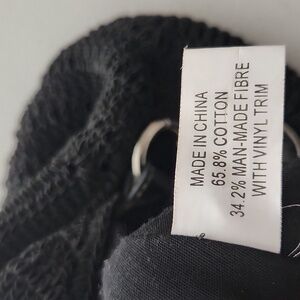 MADE IN CHINA
65.8% COTTON
34.2% MAN-MADE FIBRE
WITH VINYL TRIM